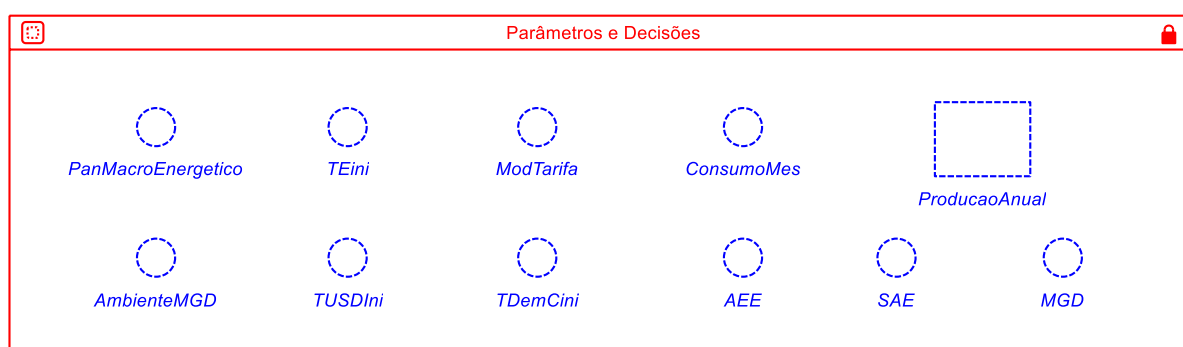 Parâmetros e Decisões
PanMacroEnergetico TEini ModTarifa ConsumoMes
ProducaoAnual
AmbienteMGD TUSDIni TDemCini AEE SAE MGD